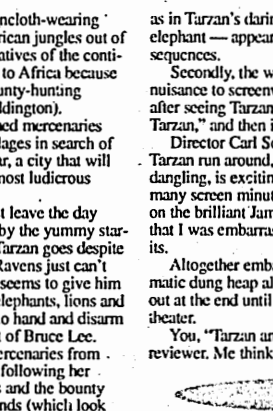 ncloth-wearing
rican jungles out of
atives of the conti-
to Africa because
unty-hunting
ddington).
ned mercenaries
lages in search of
ar, a city that will
most ludicrous
t leave the day
by the yummy star-
Tarzan goes despite
Ravens just can't
seems to give him
elephants, lions and
o hand and disarm
t of Bruce Lee.
ercenaries from
following her
s and the bounty
nds (which look
as in Tarzan's darin
elephant — appear
sequences.
Secondly, the w
nuisance to screenw
after seeing Tarzan
Tarzan," and then i
Director Carl Sc
Tarzan run around,
dangling, is exciting
many screen minut
on the brilliant Jam
that I was embarras
its.
Altogether emb
matic dung heap al
out at the end until
theater.
You, "Tarzan an
reviewer. Me think